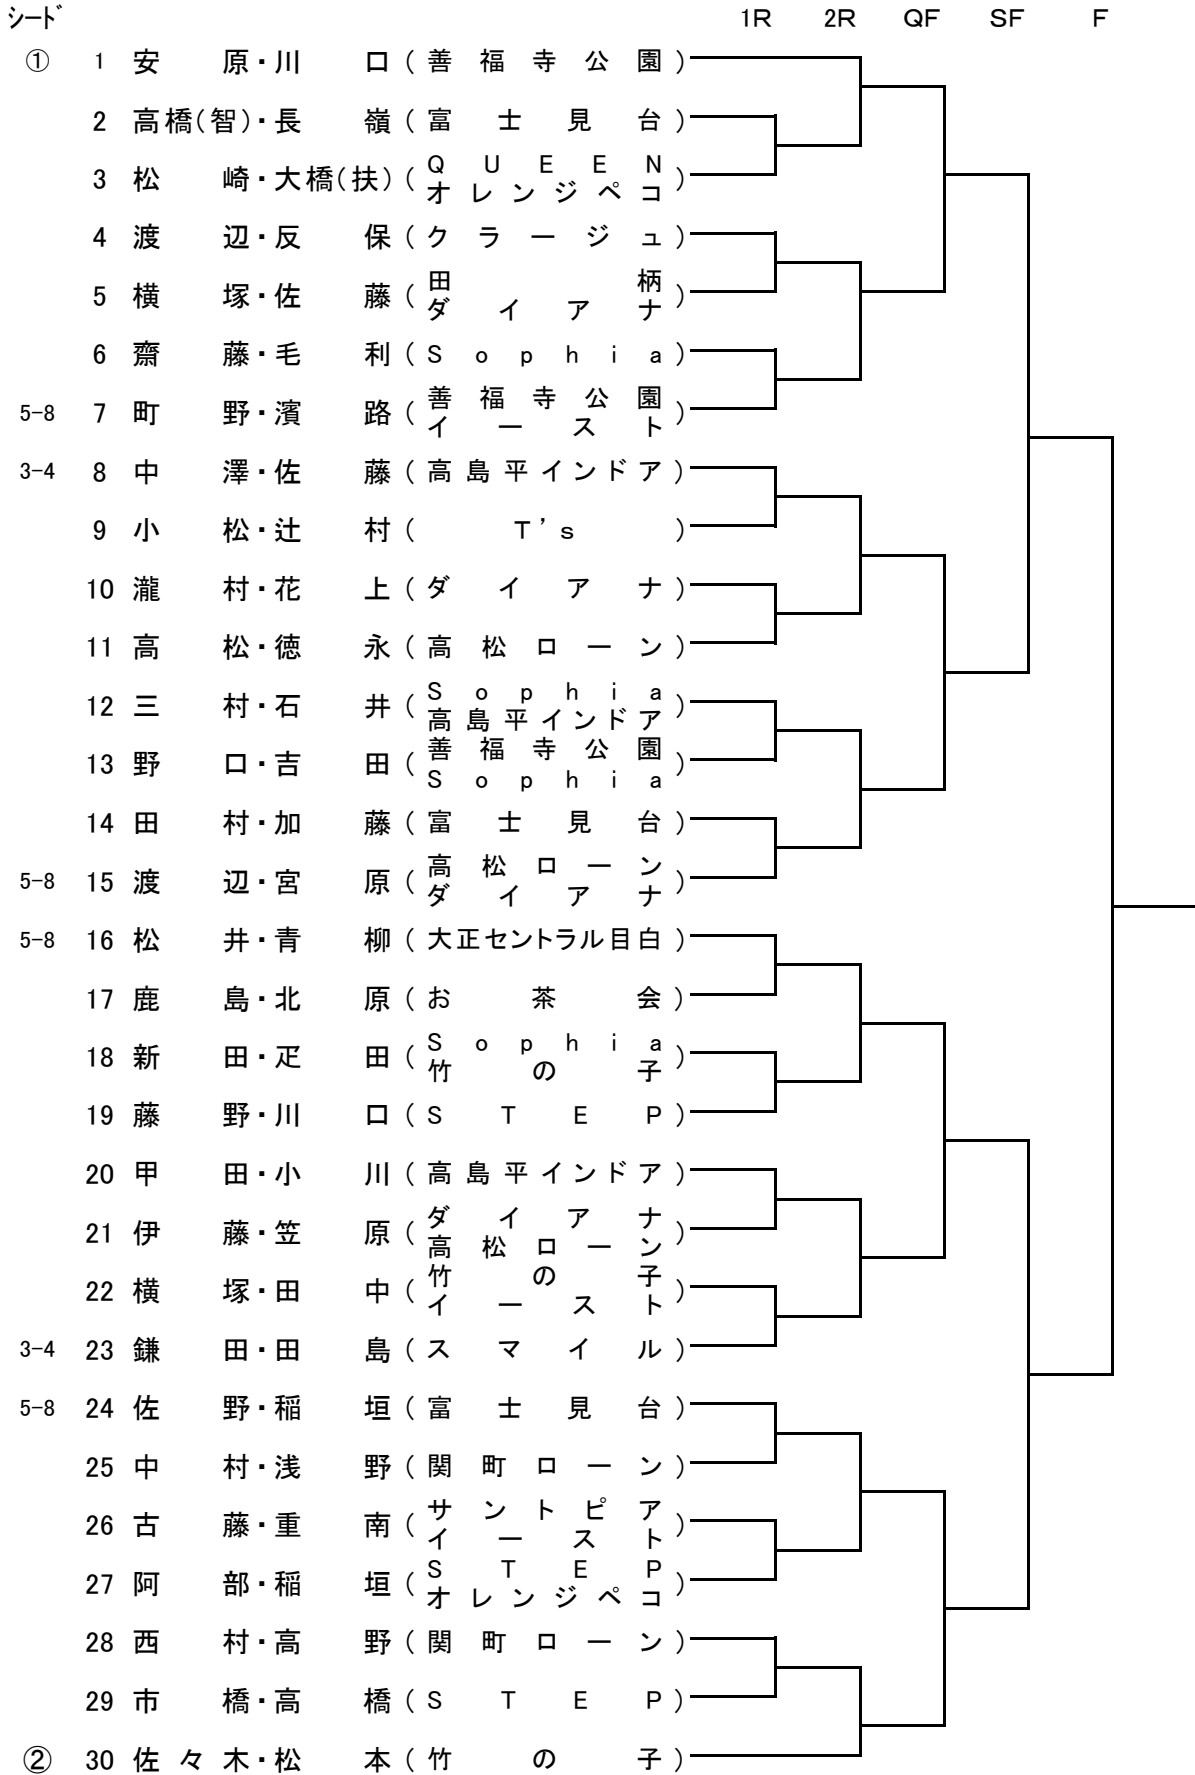 シード 1R 2R QF SF F
① 1 安原・川口(善福寺公園)
2 高橋(智)・長嶺(富士見台)
3 松崎・大橋(扶)(QUEEN
オレンジペコ)
4 渡辺・反保(クラージュ)
5 横塚・佐藤(田柄
ダイアナ)
6 齋藤・毛利(Sophia)
5-8 7 町野・濱路(善福寺公園
イースト)
3-4 8 中澤・佐藤(高島平インドア)
9 小松・辻村(T's)
10 瀧村・花上(ダイアナ)
11 高松・徳永(高松ローン)
12 三村・石井(Sophia
高島平インドア)
13 野口・吉田(善福寺公園
Sophia)
14 田村・加藤(富士見台)
5-8 15 渡辺・宮原(高松ローン
ダイアナ)
5-8 16 松井・青柳(大正セントラル目白)
17 鹿島・北原(お茶会)
18 新田・疋田(Sophia
竹の子)
19 藤野・川口(STEP)
20 甲田・小川(高島平インドア)
21 伊藤・笠原(ダイアナ
高松ローン)
22 横塚・田中(竹の子
イースト)
3-4 23 鎌田・田島(スマイル)
5-8 24 佐野・稲垣(富士見台)
25 中村・浅野(関町ローン)
26 古藤・重南(サントピア
イースト)
27 阿部・稲垣(STEP
オレンジペコ)
28 西村・高野(関町ローン)
29 市橋・高橋(STEP)
② 30 佐々木・松本(竹の子)